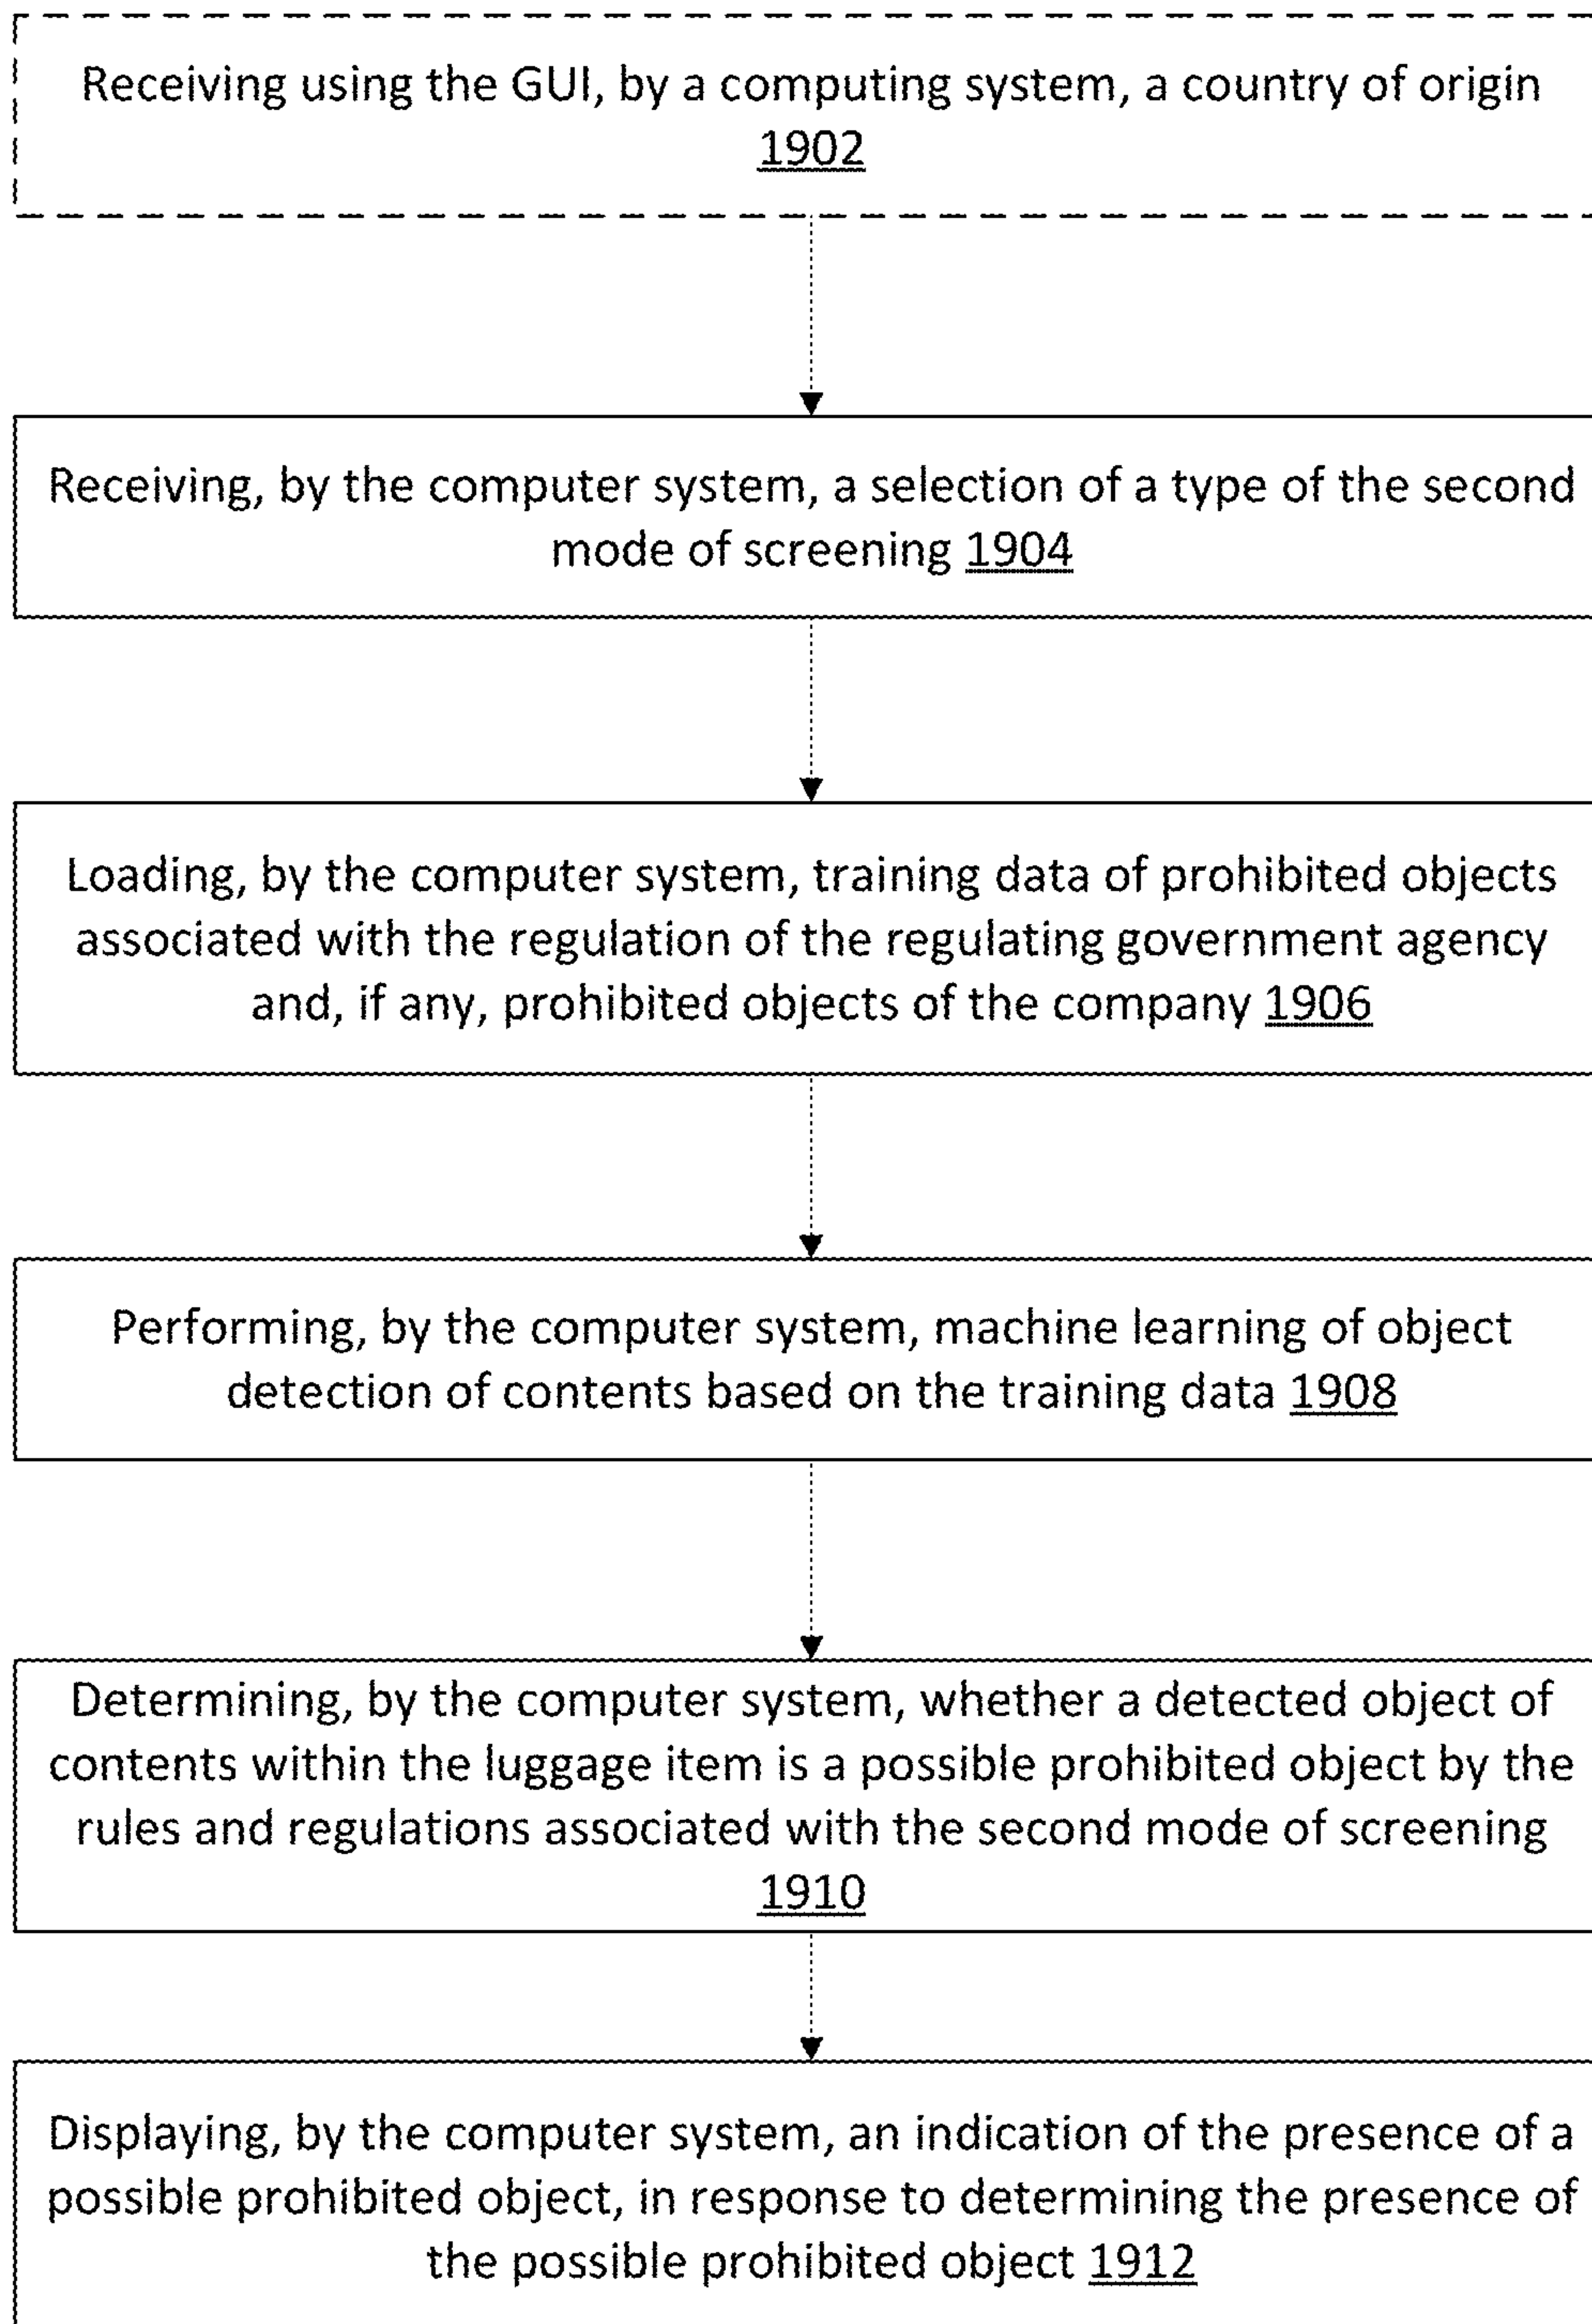 Receiving using the GUI, by a computing system, a country of origin
1902
Receiving, by the computer system, a selection of a type of the second
mode of screening 1904
Loading, by the computer system, training data of prohibited objects
associated with the regulation of the regulating government agency
and, if any, prohibited objects of the company 1906
Performing, by the computer system, machine learning of object
detection of contents based on the training data 1908
Determining, by the computer system, whether a detected object of
contents within the luggage item is a possible prohibited object by the
rules and regulations associated with the second mode of screening
1910
Displaying, by the computer system, an indication of the presence of a
possible prohibited object, in response to determining the presence of
the possible prohibited object 1912